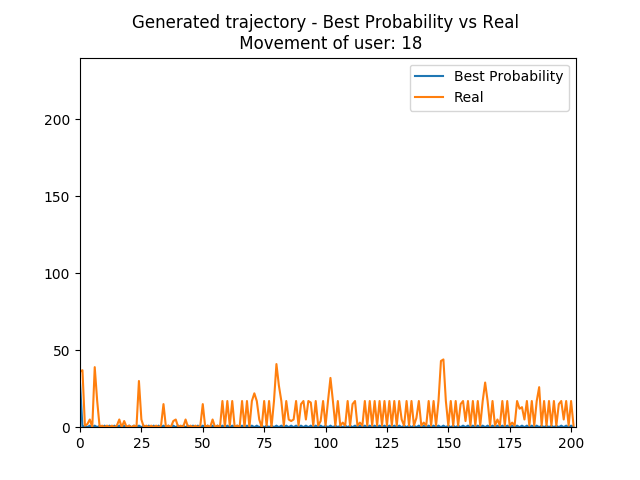 Generated trajectory - Best Probability vs Real
Movement of user: 18
Best Probability
Real
200
150
100
50
0
0 25 50 75 100 125 150 175 200